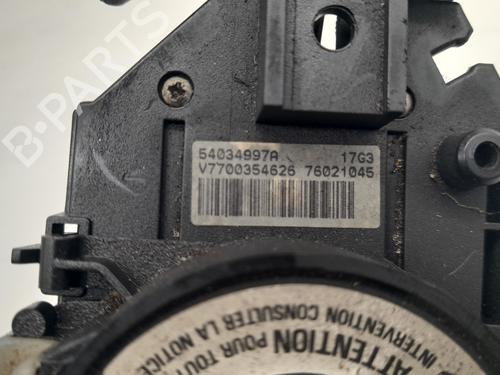 B-PARTS
54034997A 17G3
V7700354626 76021045
ATTENTION POUR TOUT
INTERVENTION CONSULTER LA NOTICE